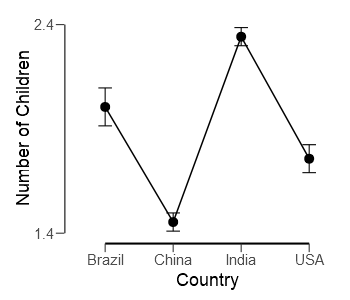 Number of Children
2.4
1.4
Brazil China India USA
Country